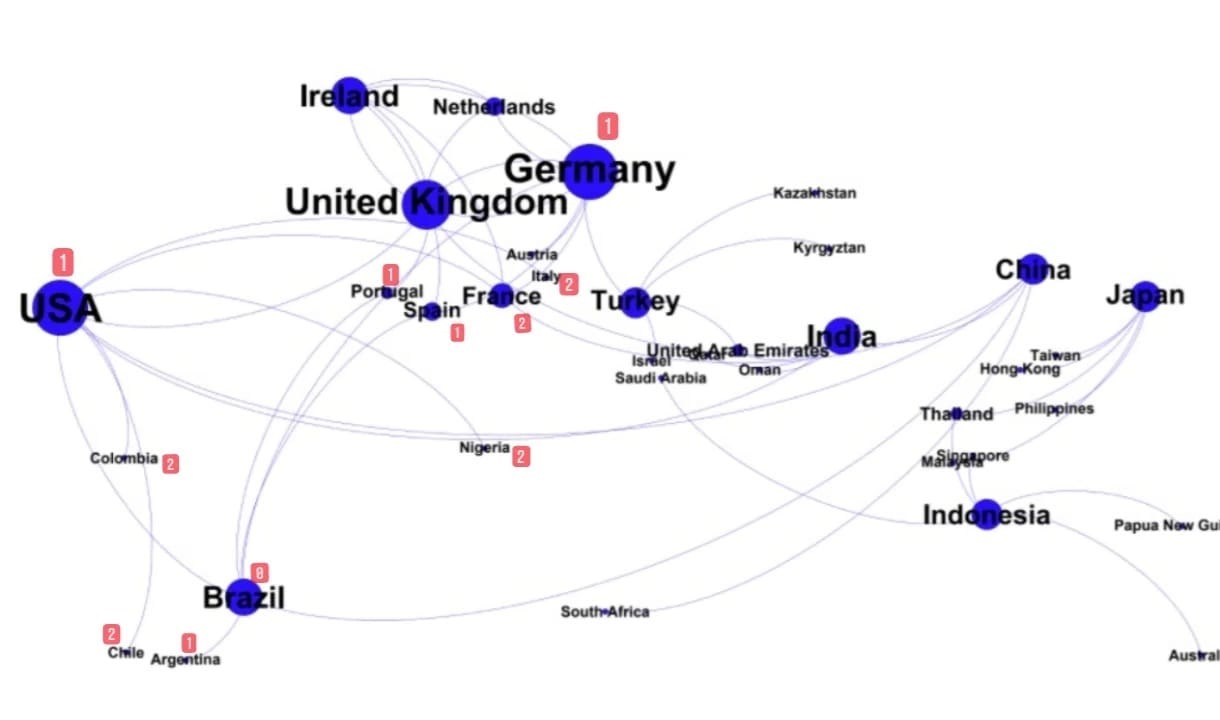 Ireland
Netherlands
1
Germany
Kazakhstan
United Kingdom
Kyrgyztan
Austria
1
USA
1
Portugal
Italy
2
Spain
1
France
2
Turkey
China
Japan
India
United Arab Emirates
Qatar
Israel
Oman
Saudi Arabia
Taiwan
Hong Kong
Thailand
Philippines
Colombia
2
Nigeria
2
Singapore
Malaysia
Indonesia
Papua New Gui
0
Brazil
South Africa
2
Chile
1
Argentina
Austral